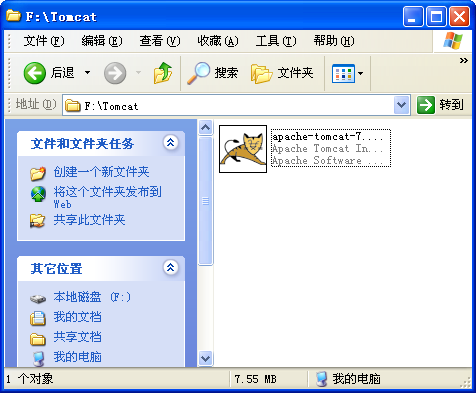 F:\Tomcat
文件(F) 编辑(E) 查看(V) 收藏(A) 工具(T) 帮助(H)
后退 搜索 文件夹
地址(D) F:\Tomcat 转到
文件和文件夹任务
创建一个新文件夹
将这个文件夹发布到
Web
共享此文件夹
其它位置
本地磁盘 (F:)
我的文档
共享文档
我的电脑
apache-tomcat-7....
Apache Tomcat In...
Apache Software ...
1 个对象 7.55 MB 我的电脑